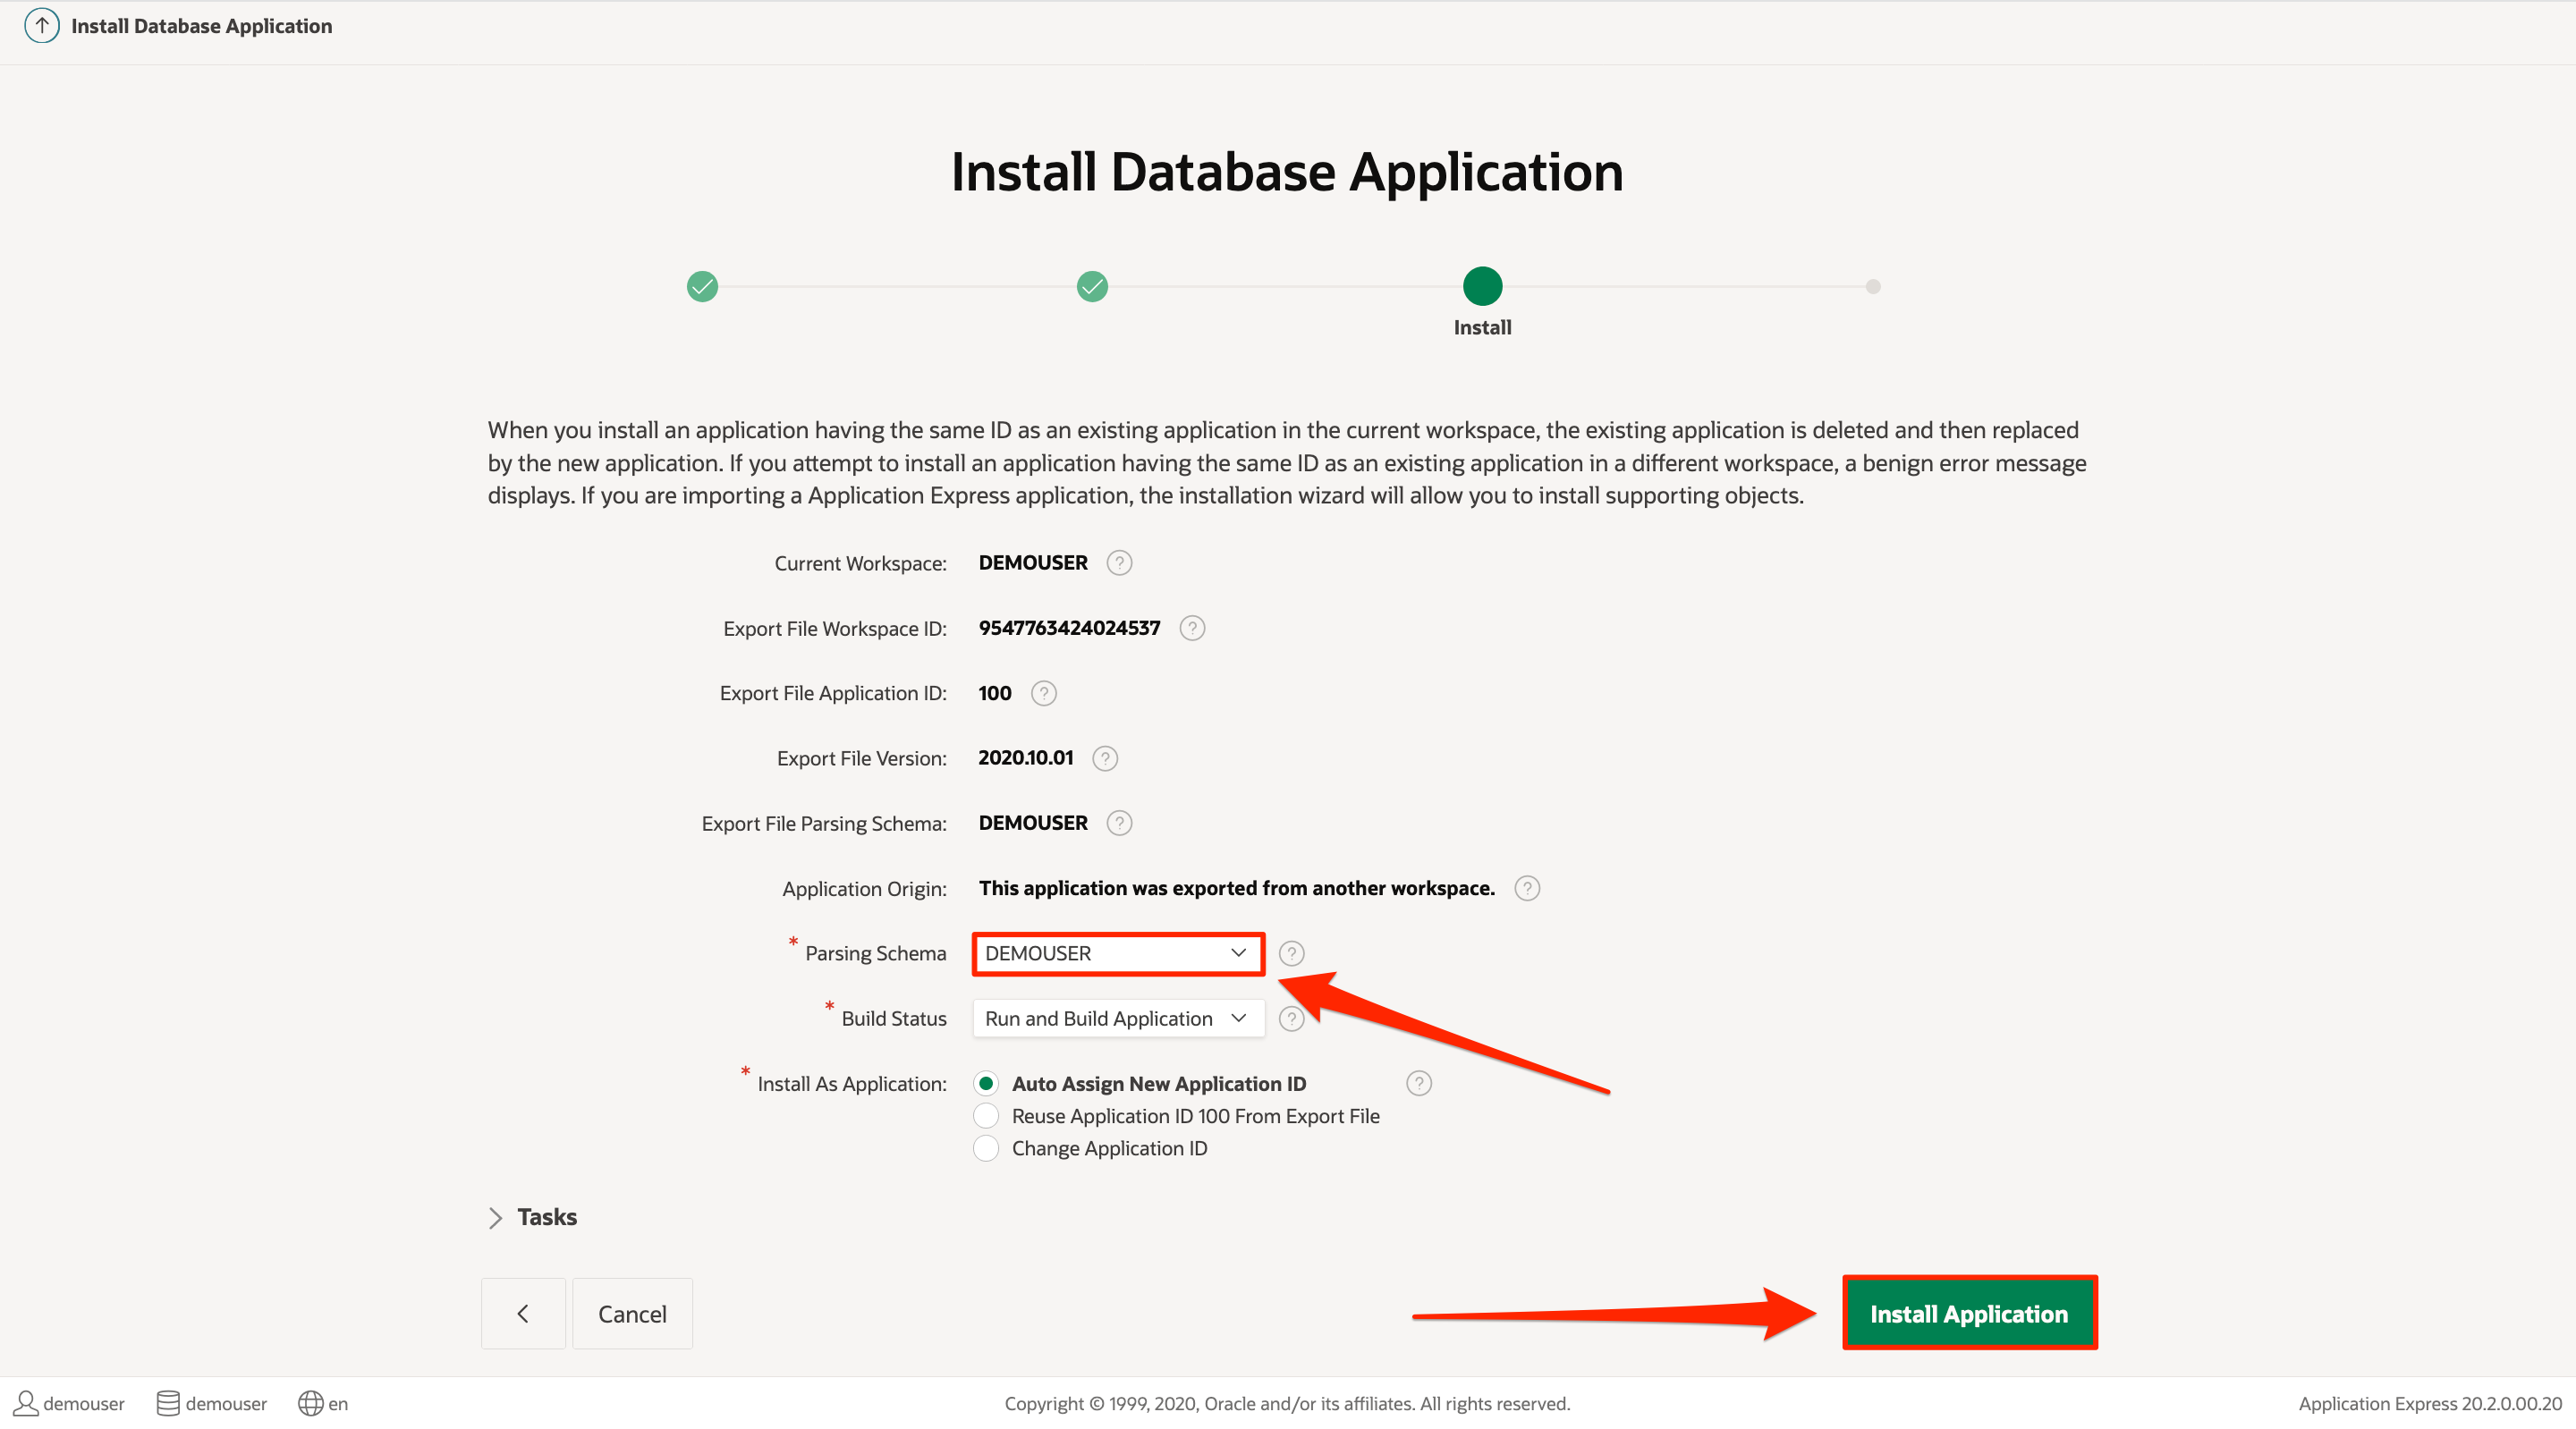 Install Database Application
Install Database Application
Install
When you install an application having the same ID as an existing application in the current workspace, the existing application is deleted and then replaced
by the new application. If you attempt to install an application having the same ID as an existing application in a different workspace, a benign error message
displays. If you are importing a Application Express application, the installation wizard will allow you to install supporting objects.
Current Workspace: DEMOUSER ?
Export File Workspace ID: 9547763424024537 ?
Export File Application ID: 100 ?
Export File Version: 2020.10.01 ?
Export File Parsing Schema: DEMOUSER ?
Application Origin: This application was exported from another workspace. ?
* Parsing Schema DEMOUSER ?
* Build Status Run and Build Application ?
* Install As Application: Auto Assign New Application ID ?
Reuse Application ID 100 From Export File
Change Application ID
Tasks
Cancel Install Application
demouser demouser en Copyright © 1999, 2020, Oracle and/or its affiliates. All rights reserved. Application Express 20.2.0.00.20